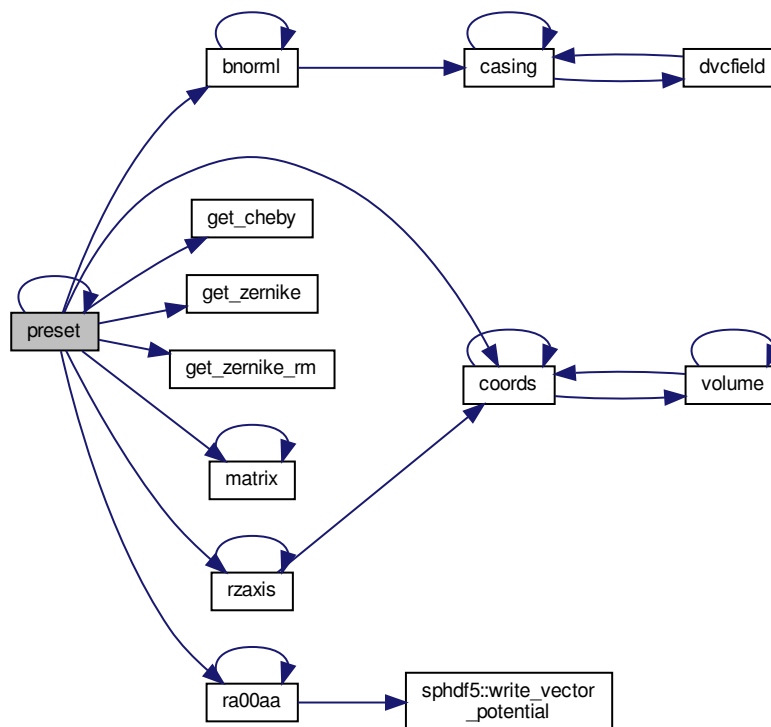 bnorml
casing
dvcfield
get_cheby
get_zernike
preset
get_zernike_rm
coords
volume
matrix
rzaxis
ra00aa
sphdf5::write_vector
_potential